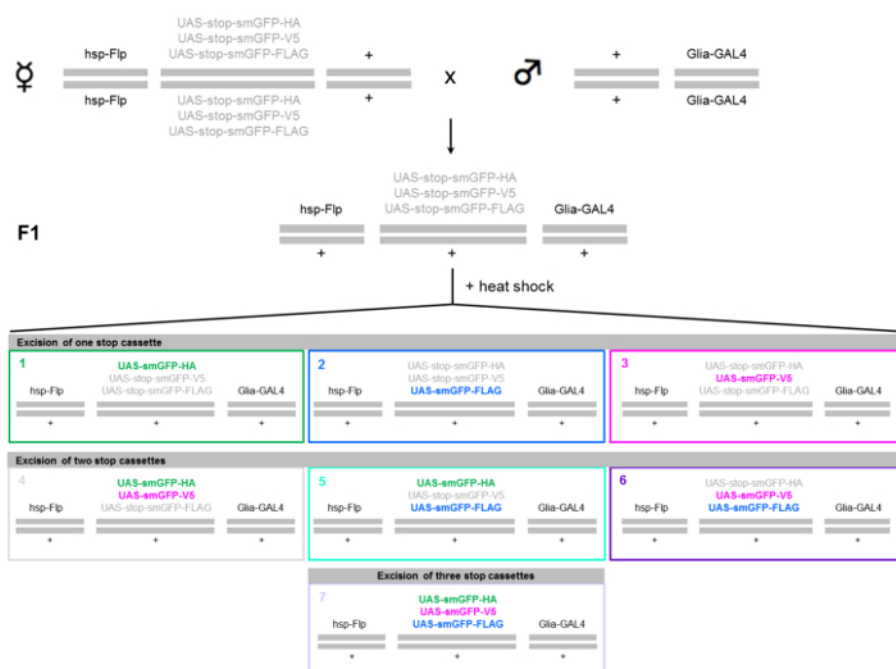 UAS-stop-smGFP-HA
UAS-stop-smGFP-V5
hsp-Flp UAS-stop-smGFP-FLAG + + Glia-GAL4
☿ x ♂
hsp-Flp UAS-stop-smGFP-HA + + Glia-GAL4
UAS-stop-smGFP-V5
UAS-stop-smGFP-FLAG
UAS-stop-smGFP-HA
UAS-stop-smGFP-V5
hsp-Flp UAS-stop-smGFP-FLAG Glia-GAL4
F1
+ + +
+ heat shock
Excision of one stop cassette
1
UAS-smGFP-HA
UAS-stop-smGFP-V5
hsp-Flp UAS-stop-smGFP-FLAG Glia-GAL4
+ + +
2
UAS-stop-smGFP-HA
UAS-stop-smGFP-V5
hsp-Flp UAS-smGFP-FLAG Glia-GAL4
+ + +
3
UAS-stop-smGFP-HA
UAS-smGFP-V5
hsp-Flp UAS-stop-smGFP-FLAG Glia-GAL4
+ + +
Excision of two stop cassettes
4
UAS-smGFP-HA
UAS-smGFP-V5
hsp-Flp UAS-stop-smGFP-FLAG Glia-GAL4
+ + +
5
UAS-smGFP-HA
UAS-stop-smGFP-V5
hsp-Flp UAS-smGFP-FLAG Glia-GAL4
+ + +
6
UAS-stop-smGFP-HA
UAS-smGFP-V5
hsp-Flp UAS-smGFP-FLAG Glia-GAL4
+ + +
Excision of three stop cassettes
7
UAS-smGFP-HA
UAS-smGFP-V5
hsp-Flp UAS-smGFP-FLAG Glia-GAL4
+ + +